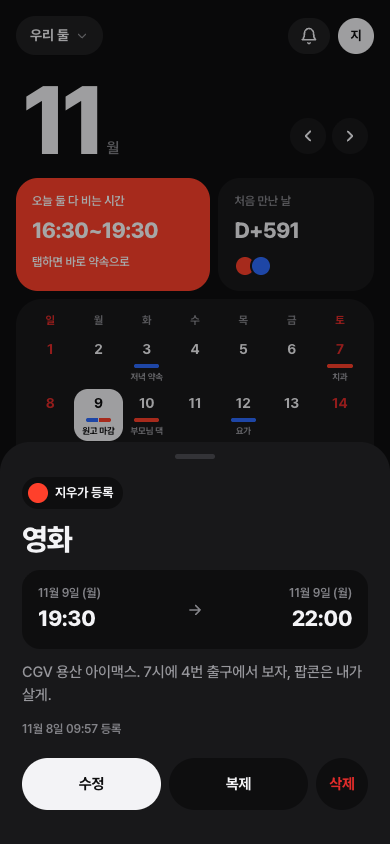 우리 둘
지
11월
오늘 둘 다 비는 시간
16:30~19:30
탭하면 바로 약속으로
처음 만난 날
D+591
일 월 화 수 목 금 토
1 2 3 4 5 6 7
저녁 약속 치과
8 9 10 11 12 13 14
원고 마감 부모님 댁 요가
지우가 등록
영화
11월 9일 (월) 11월 9일 (월)
19:30 → 22:00
CGV 용산 아이맥스. 7시에 4번 출구에서 보자, 팝콘은 내가
살게.
11월 8일 09:57 등록
수정 복제 삭제